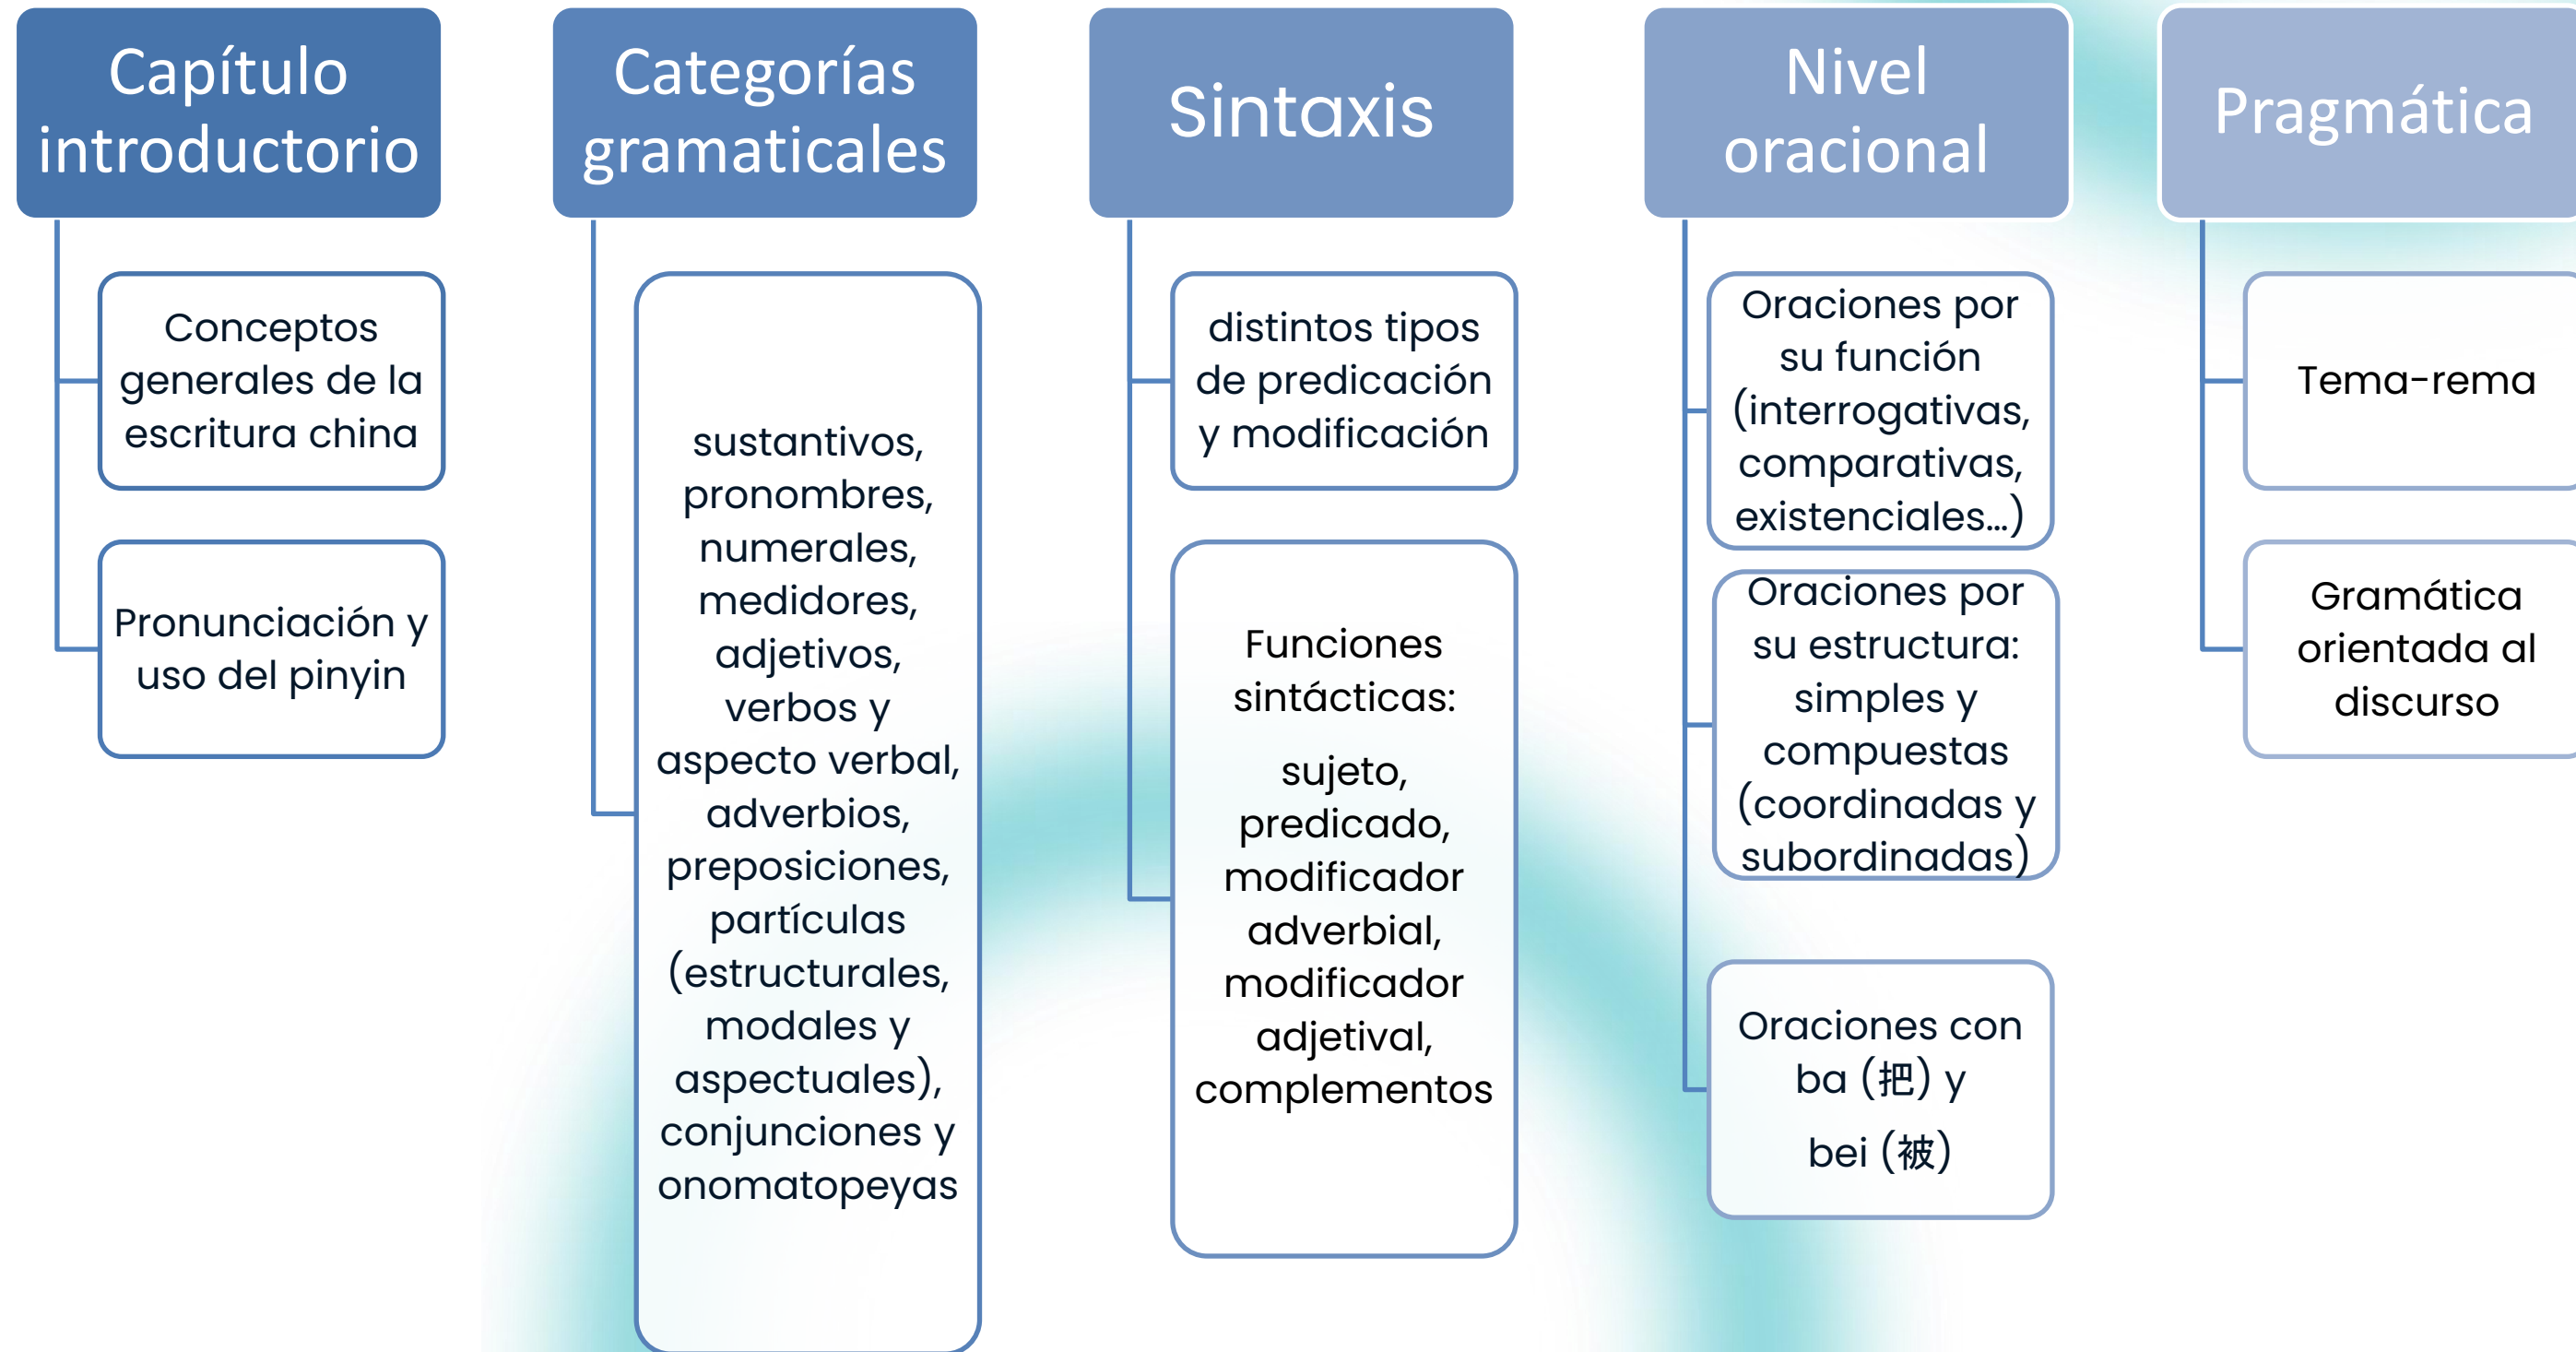 Capítulo
introductorio
Conceptos
generales de la
escritura china
Pronunciación y
uso del pinyin
Categorías
gramaticales
sustantivos,
pronombres,
numerales,
medidores,
adjetivos,
verbos y
aspecto verbal,
adverbios,
preposiciones,
partículas
(estructurales,
modales y
aspectuales),
conjunciones y
onomatopeyas
Sintaxis
distintos tipos
de predicación
y modificación
Funciones
sintácticas:
sujeto,
predicado,
modificador
adverbial,
modificador
adjetival,
complementos
Nivel
oracional
Oraciones por
su función
(interrogativas,
comparativas,
existenciales...)
Oraciones por
su estructura:
simples y
compuestas
(coordinadas y
subordinadas)
Oraciones con
ba (把) y
bei (被)
Pragmática
Tema-rema
Gramática
orientada al
discurso